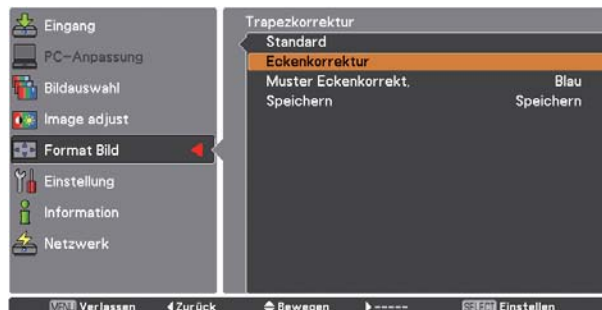 Eingang
PC-Anpassung
Bildauswahl
Image adjust
Format Bild
Einstellung
Information
Netzwerk
Trapezkorrektur
Standard
Eckenkorrektur
Muster Eckenkorrekt. Blau
Speichern Speichern
MENU Verlassen Zurück Bewegen ----- SELECT Einstellen